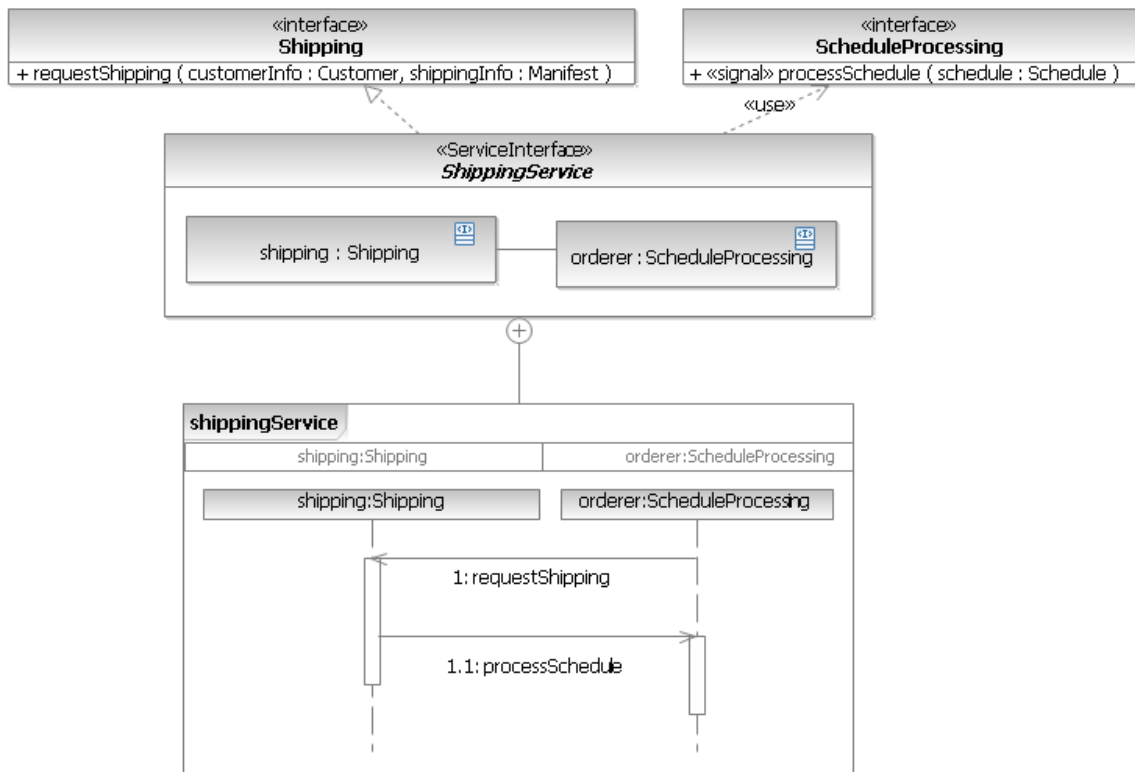 «interface»
Shipping
+ requestShipping ( customerInfo : Customer, shippingInfo : Manifest )
«interface»
ScheduleProcessing
+ «signal» processSchedule ( schedule : Schedule )
«use»
«ServiceInterface»
ShippingService
shipping : Shipping
orderer : ScheduleProcessing
shippingService
shipping:Shipping
orderer:ScheduleProcessing
shipping:Shipping
orderer:ScheduleProcessing
1: requestShipping
1.1: processSchedule